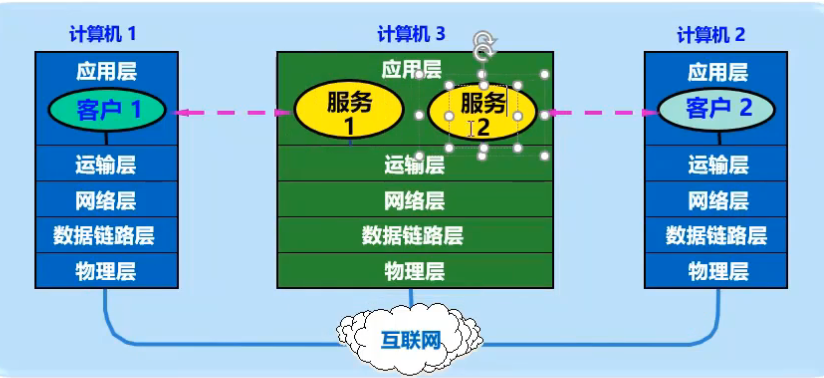 计算机 1
计算机 3
计算机 2
应用层
应用层
应用层
客户 1
服务
1
服务
2
客户 2
运输层
运输层
运输层
网络层
网络层
网络层
数据链路层
数据链路层
数据链路层
物理层
物理层
物理层
互联网